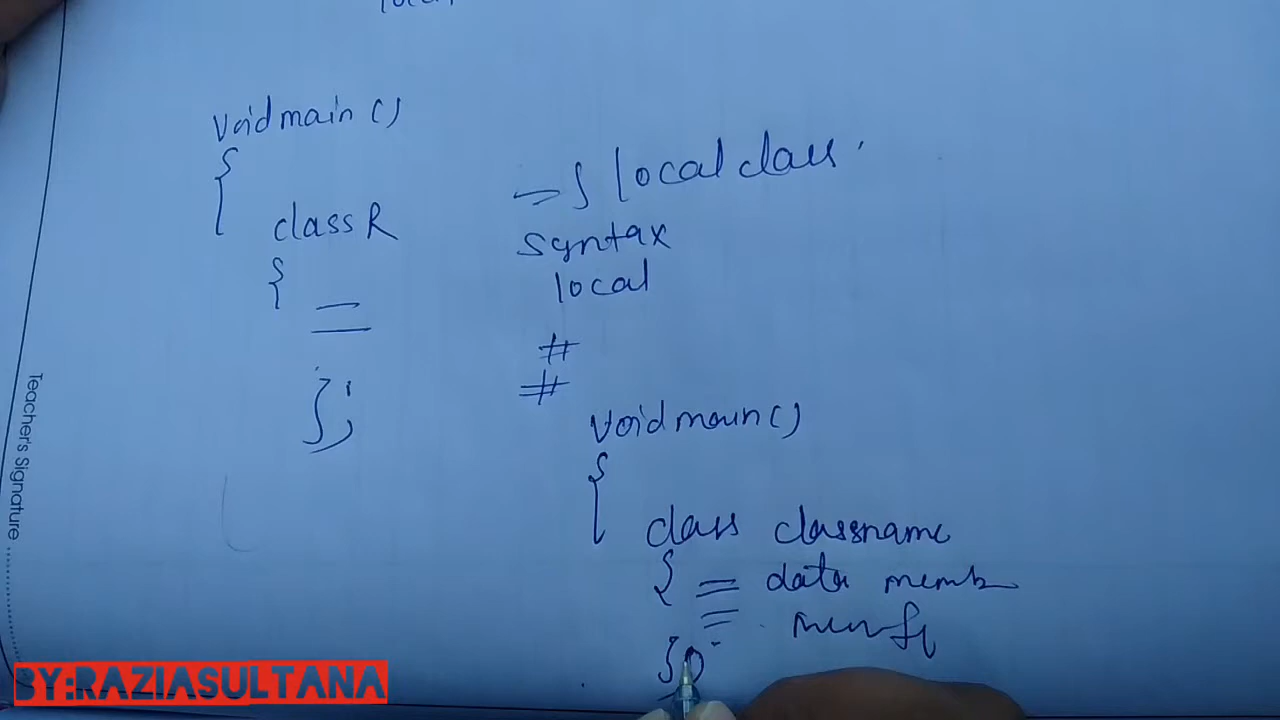 void main ()
{
class R
{
};
=> local class.
syntax
local
#
#
void main ()
{
class classname
{ data memb
mem fn
};
Teacher's Signature
BY:RAZIASULTANA